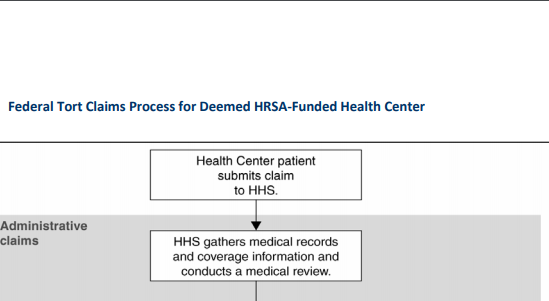 Federal Tort Claims Process for Deemed HRSA-Funded Health Center
Health Center patient
submits claim
to HHS.
Administrative
claims
HHS gathers medical records
and coverage information and
conducts a medical review.